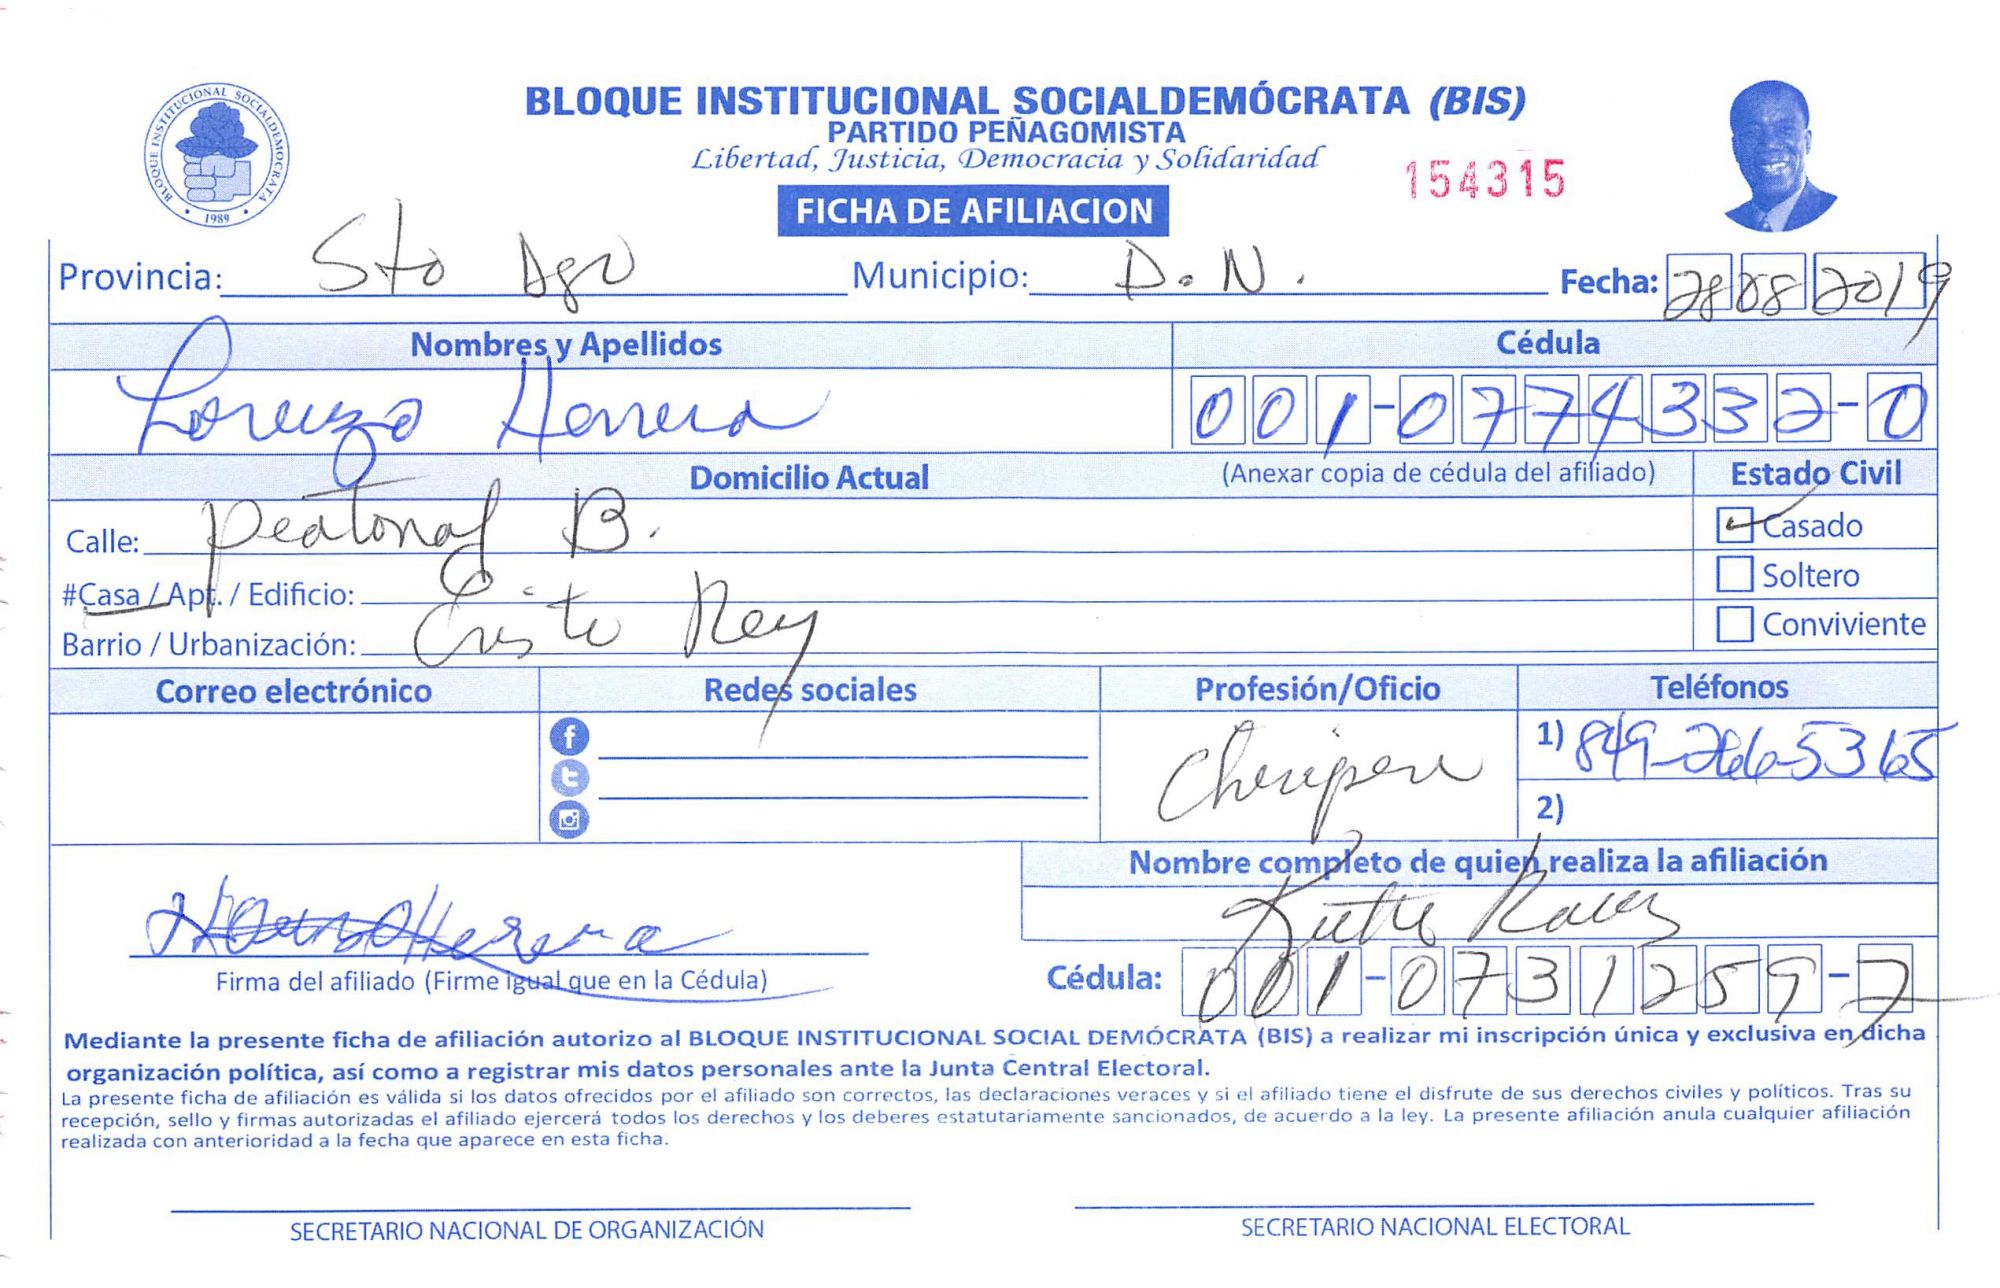 BLOQUE INSTITUCIONAL SOCIALDEMÓCRATA (BIS)
PARTIDO PEÑAGOMISTA
Libertad, Justicia, Democracia y Solidaridad
154315
BLOQUE INSTITUCIONAL SOCIALDEMOCRATA
1989
FICHA DE AFILIACION
Provincia: Sto Dgo Municipio: D.N. Fecha: 28 08 2019
Nombres y Apellidos Cédula
Lorenzo Herrera 001-0774332-0
Domicilio Actual (Anexar copia de cédula del afiliado) Estado Civil
Calle: Peatonal B. Casado
#Casa / Apt. / Edificio: Soltero
Barrio / Urbanización: Cristo Rey Conviviente
Correo electrónico Redes sociales Profesión/Oficio Teléfonos
1) 849-266-5365
2)
Nombre completo de quien realiza la afiliación
Herrera
Firma del afiliado (Firme Igual que en la Cédula) Cédula: 001-0731259-2
Mediante la presente ficha de afiliación autorizo al BLOQUE INSTITUCIONAL SOCIAL DEMÓCRATA (BIS) a realizar mi inscripción única y exclusiva en dicha
organización política, así como a registrar mis datos personales ante la Junta Central Electoral.
La presente ficha de afiliación es válida si los datos ofrecidos por el afiliado son correctos, las declaraciones veraces y si el afiliado tiene el disfrute de sus derechos civiles y políticos. Tras su
recepción, sello y firmas autorizadas el afiliado ejercerá todos los derechos y los deberes estatutariamente sancionados, de acuerdo a la ley. La presente afiliación anula cualquier afiliación
realizada con anterioridad a la fecha que aparece en esta ficha.
SECRETARIO NACIONAL DE ORGANIZACIÓN SECRETARIO NACIONAL ELECTORAL